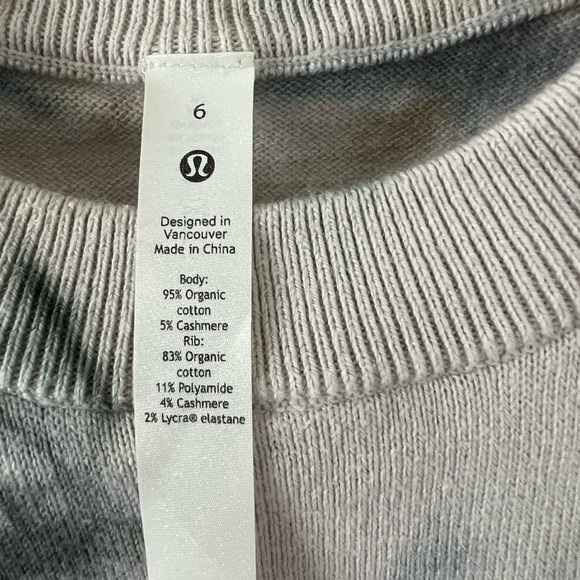 6
Designed in
Vancouver
Made in China
Body:
95% Organic
cotton
5% Cashmere
Rib:
83% Organic
cotton
11% Polyamide
4% Cashmere
2% Lycra® elastane